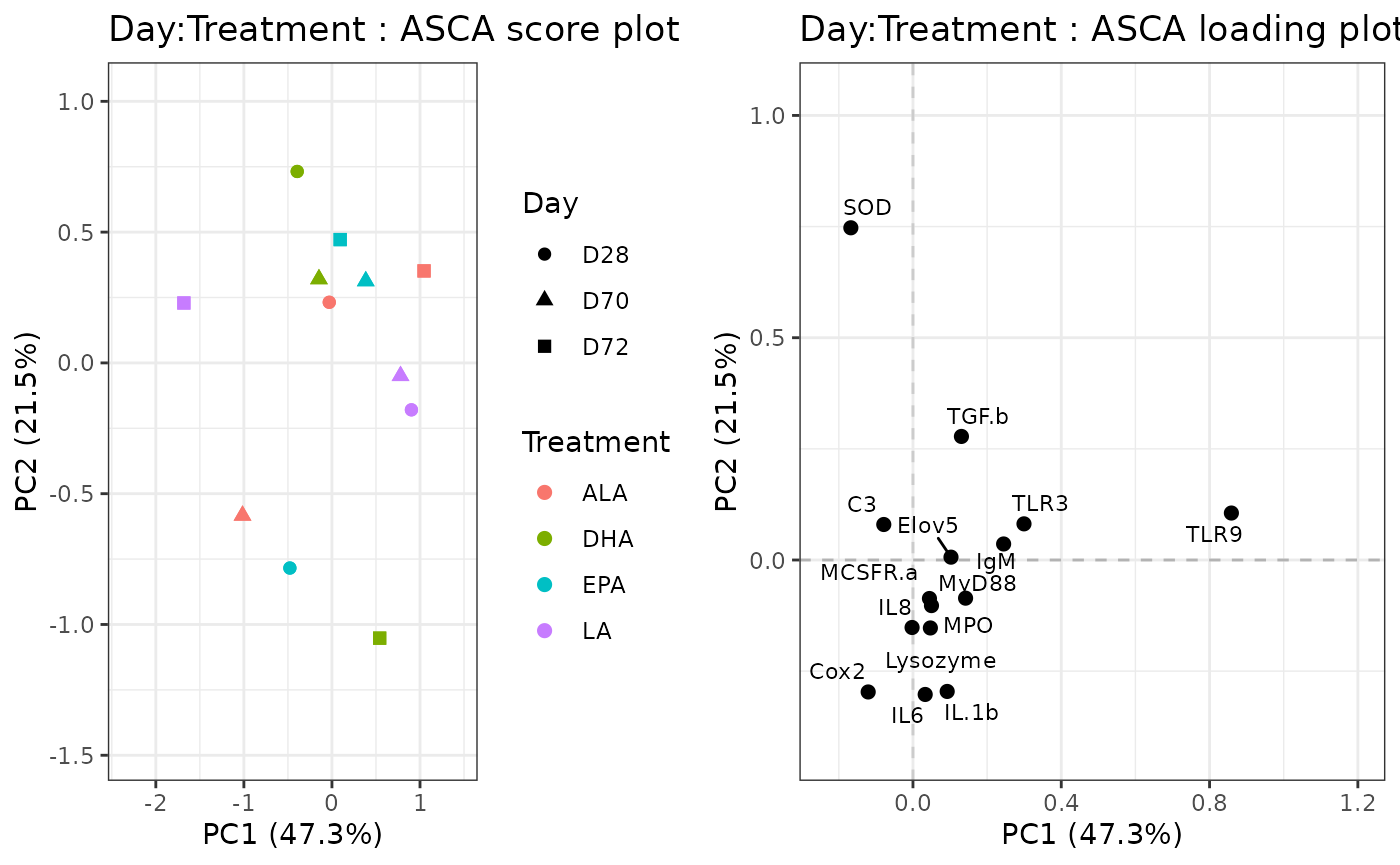 Day:Treatment : ASCA score plot
1.0
0.5
0.0
-0.5
-1.0
-1.5
-2
-1
0
1
PC1 (47.3%)
PC2 (21.5%)
Day
D28
D70
D72
Treatment
ALA
DHA
EPA
LA
Day:Treatment : ASCA loading plot
1.0
0.5
0.0
0.0
0.4
0.8
1.2
PC1 (47.3%)
PC2 (21.5%)
SOD
TGF.b
C3
Elov5
TLR3
TLR9
IgM
MCSFR.a
MyD88
IL8
MPO
Lysozyme
Cox2
IL6
IL.1b